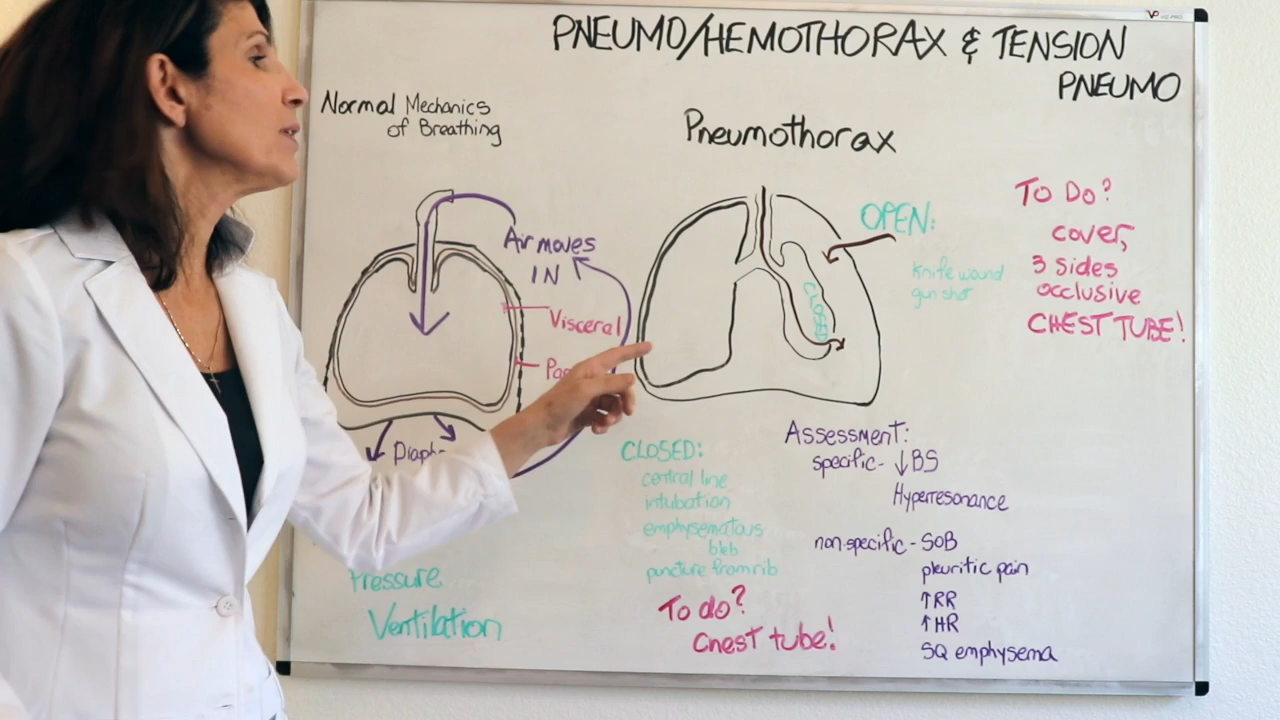 PNEUMO/HEMOTHORAX & TENSION
PNEUMO
Normal Mechanics
of Breathing
Air moves
IN
Visceral
Pressure
Ventilation
Pneumothorax
OPEN:
knife wound
gun shot
CLOSED
To Do?
cover,
3 sides
occlusive
CHEST TUBE!
CLOSED:
central line
intubation
emphysematous
bleb
puncture from rib
To do?
Chest tube!
Assessment:
specific- ↓BS
Hyperresonance
non-specific- SOB
pleuritic pain
↑RR
↑HR
SQ emphysema